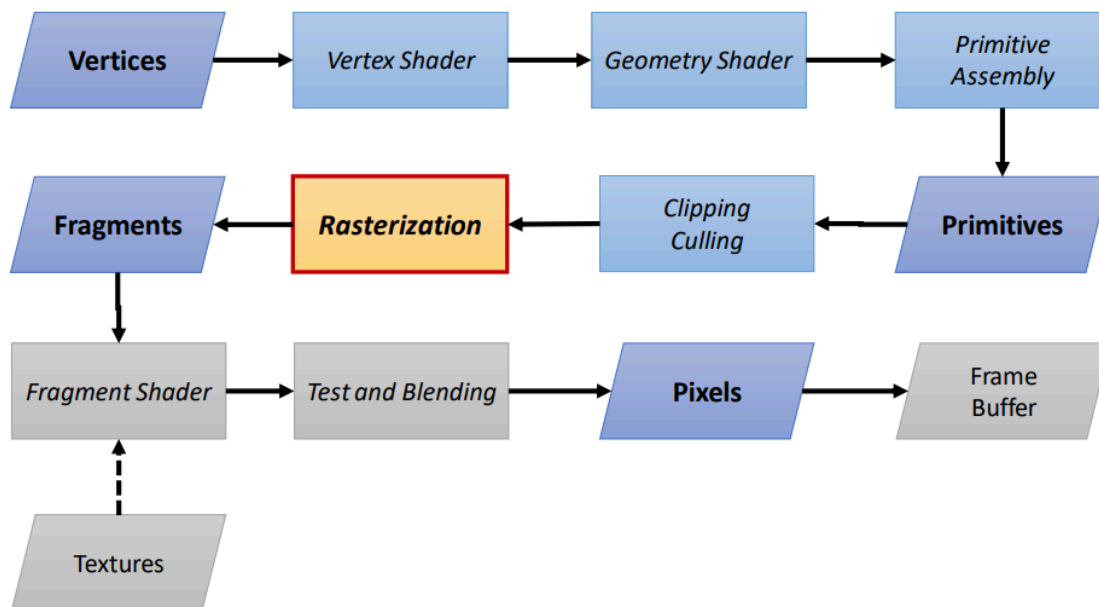 Vertices
Vertex Shader
Geometry Shader
Primitive
Assembly
Fragments
Rasterization
Clipping
Culling
Primitives
Fragment Shader
Test and Blending
Pixels
Frame
Buffer
Textures